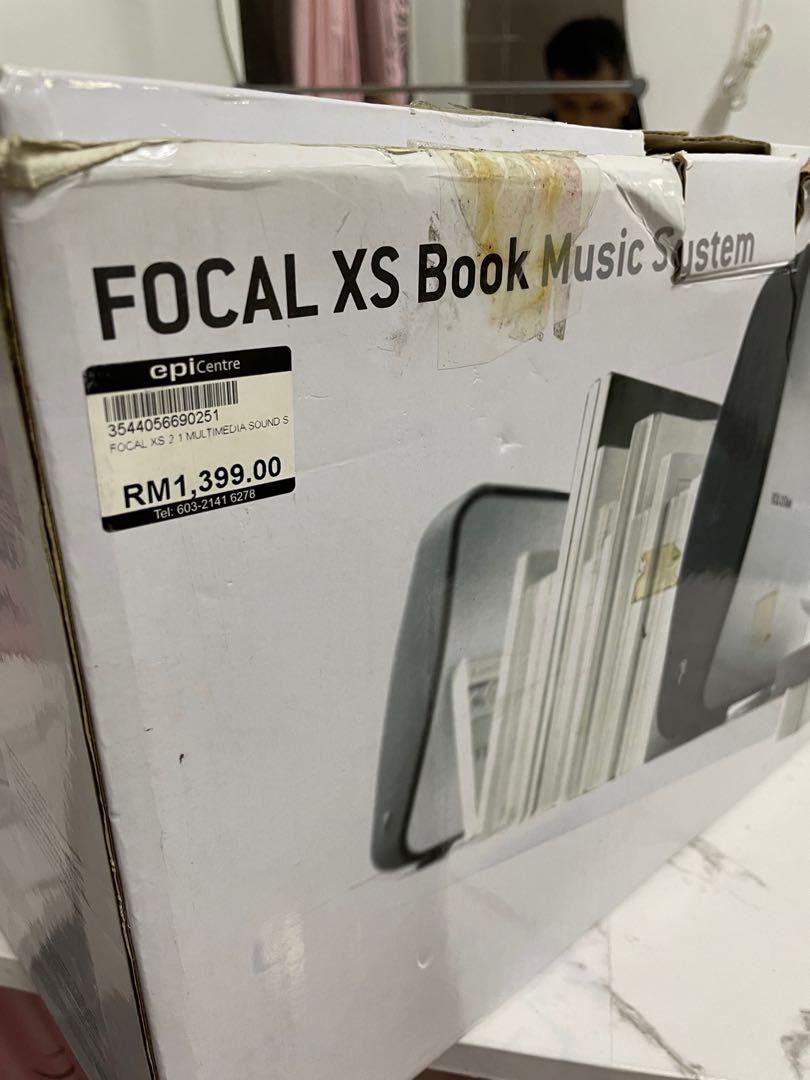 FOCAL XS Book Music System
epiCentre
3544056690251
FOCAL XS 2 1 MULTIMEDIA SOUND S
RM1,399.00
Tel: 603-2141 6278